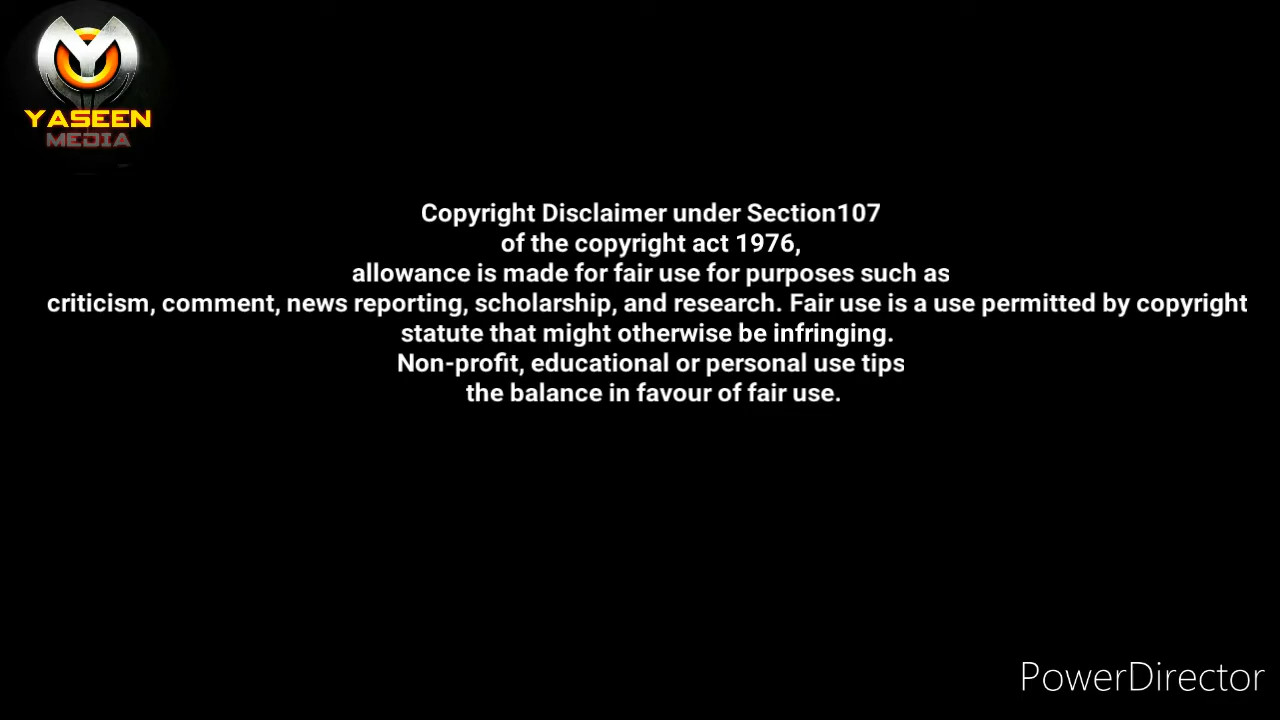 YASEEN
MEDIA
Copyright Disclaimer under Section107
of the copyright act 1976,
allowance is made for fair use for purposes such as
criticism, comment, news reporting, scholarship, and research. Fair use is a use permitted by copyright
statute that might otherwise be infringing.
Non-profit, educational or personal use tips
the balance in favour of fair use.
PowerDirector